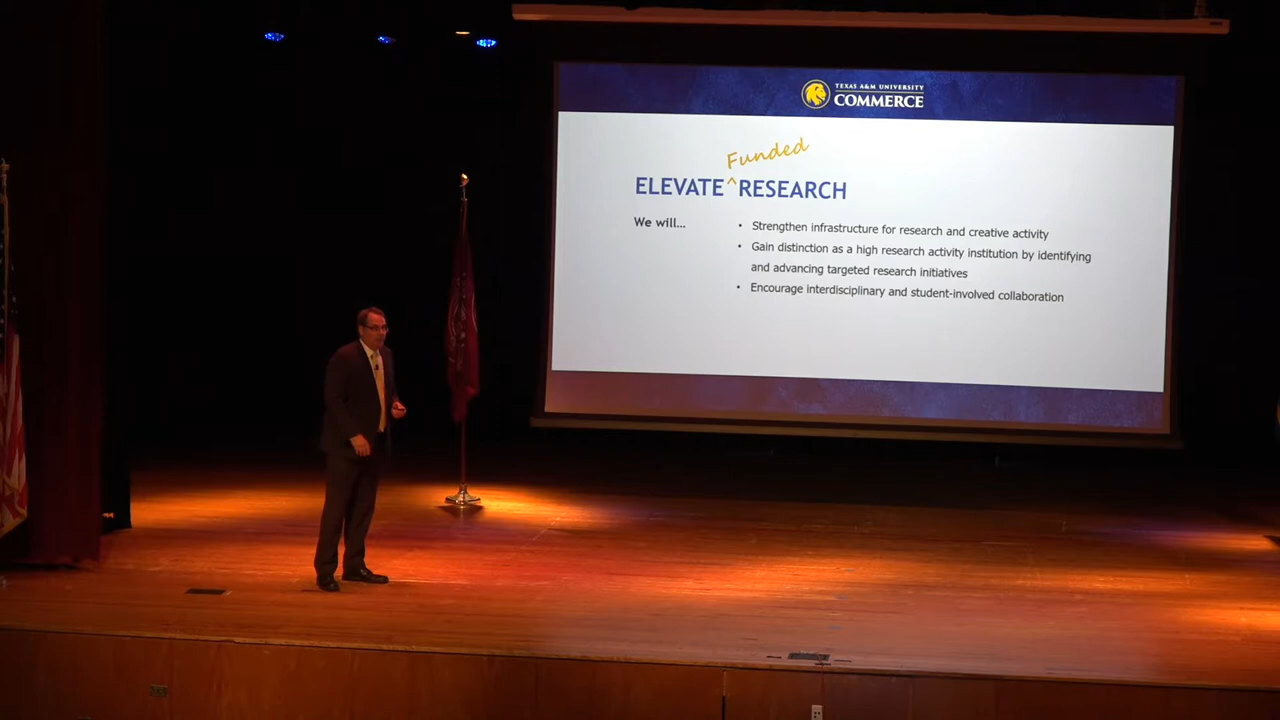 TEXAS A&M UNIVERSITY
COMMERCE
Funded
ELEVATE ^ RESEARCH
We will...
• Strengthen infrastructure for research and creative activity
• Gain distinction as a high research activity institution by identifying
and advancing targeted research initiatives
• Encourage interdisciplinary and student-involved collaboration